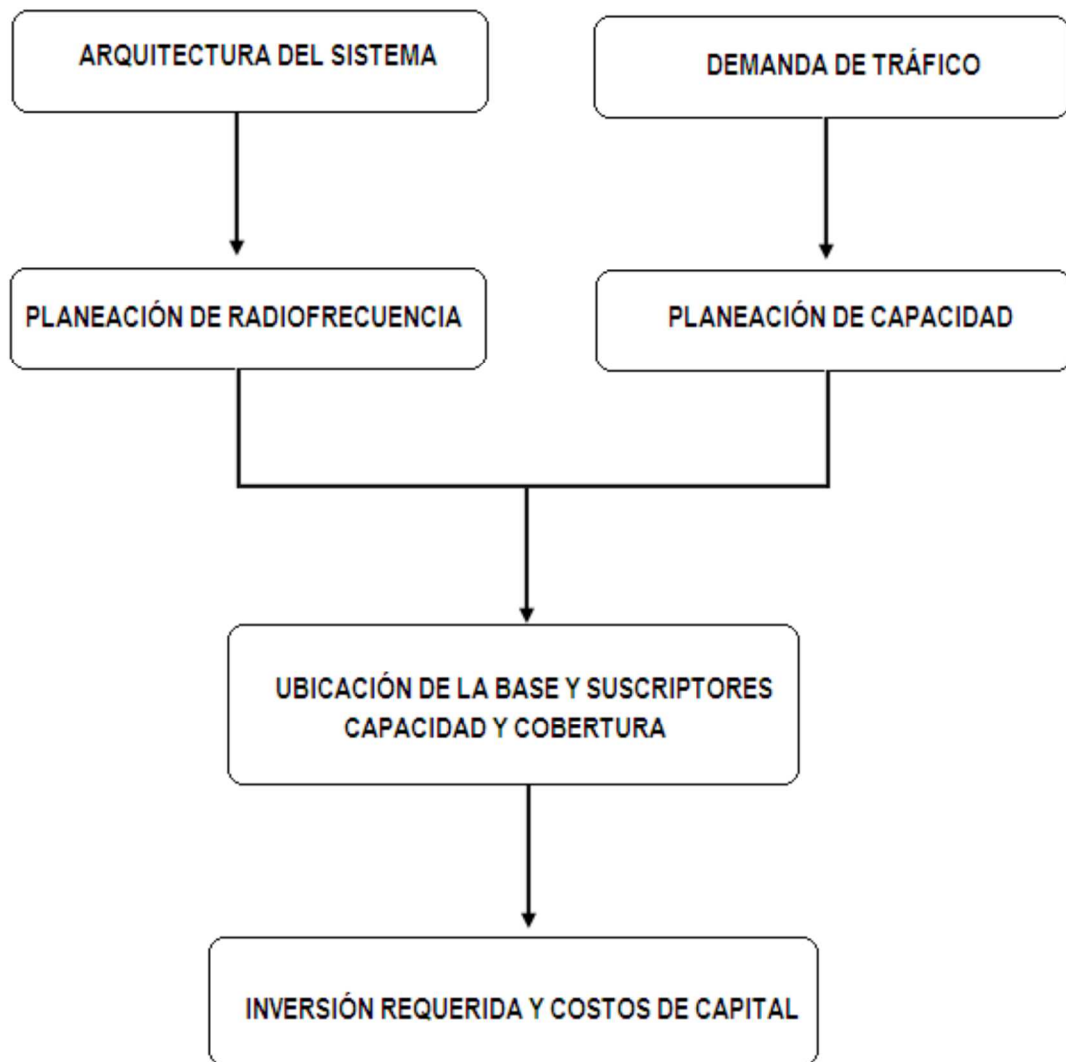 ARQUITECTURA DEL SISTEMA
DEMANDA DE TRÁFICO
PLANEACIÓN DE RADIOFRECUENCIA
PLANEACIÓN DE CAPACIDAD
UBICACIÓN DE LA BASE Y SUSCRIPTORES
CAPACIDAD Y COBERTURA
INVERSIÓN REQUERIDA Y COSTOS DE CAPITAL